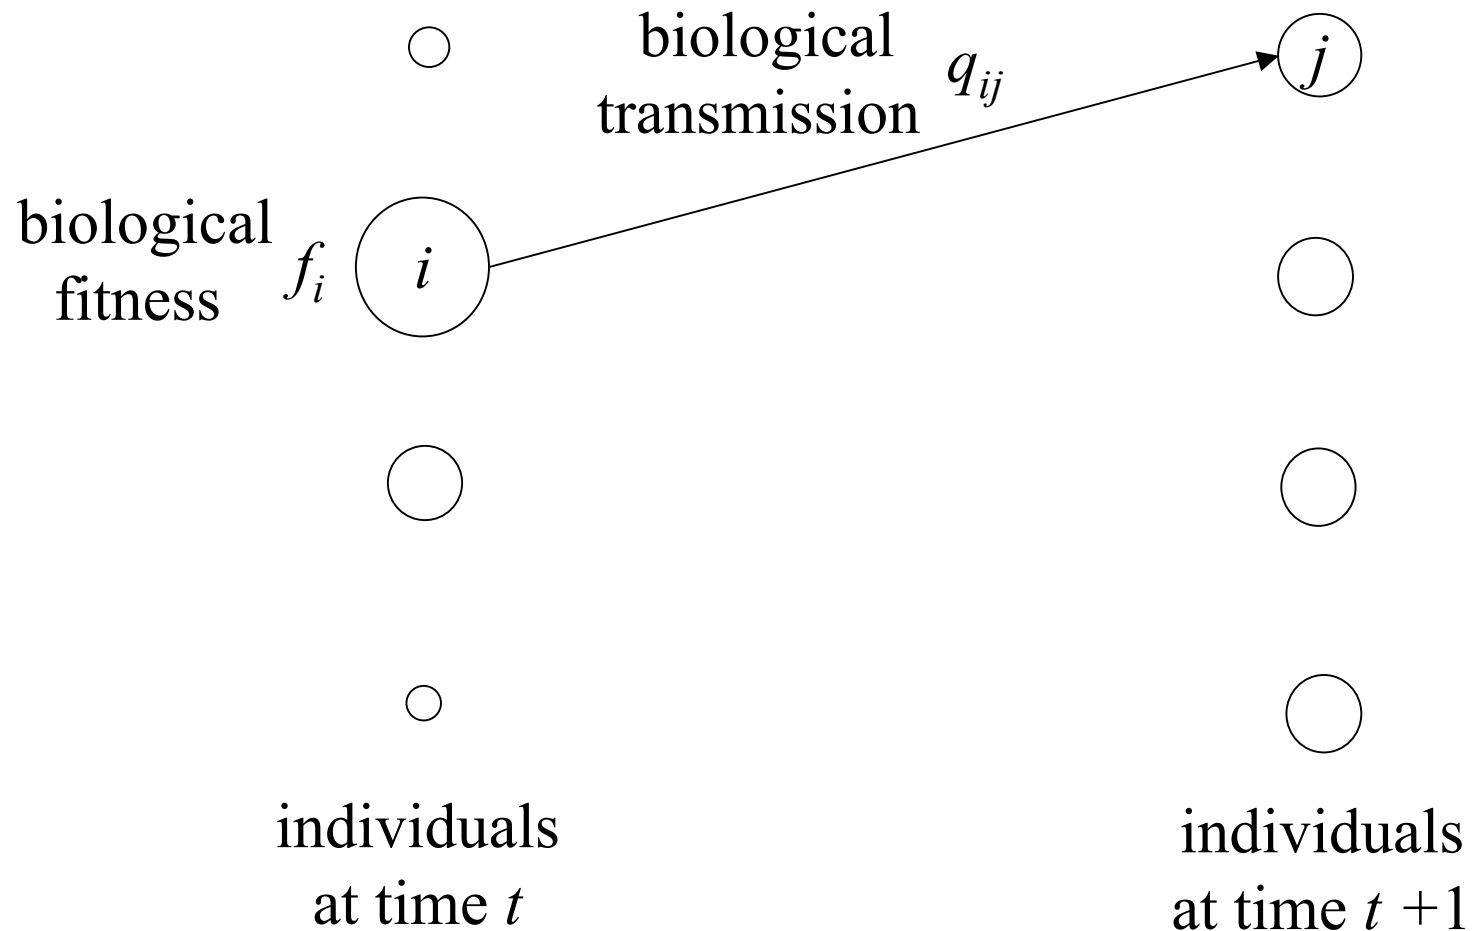 biological
transmission
q_ij
j
biological
fitness
f_i
i
individuals
at time t
individuals
at time t +1